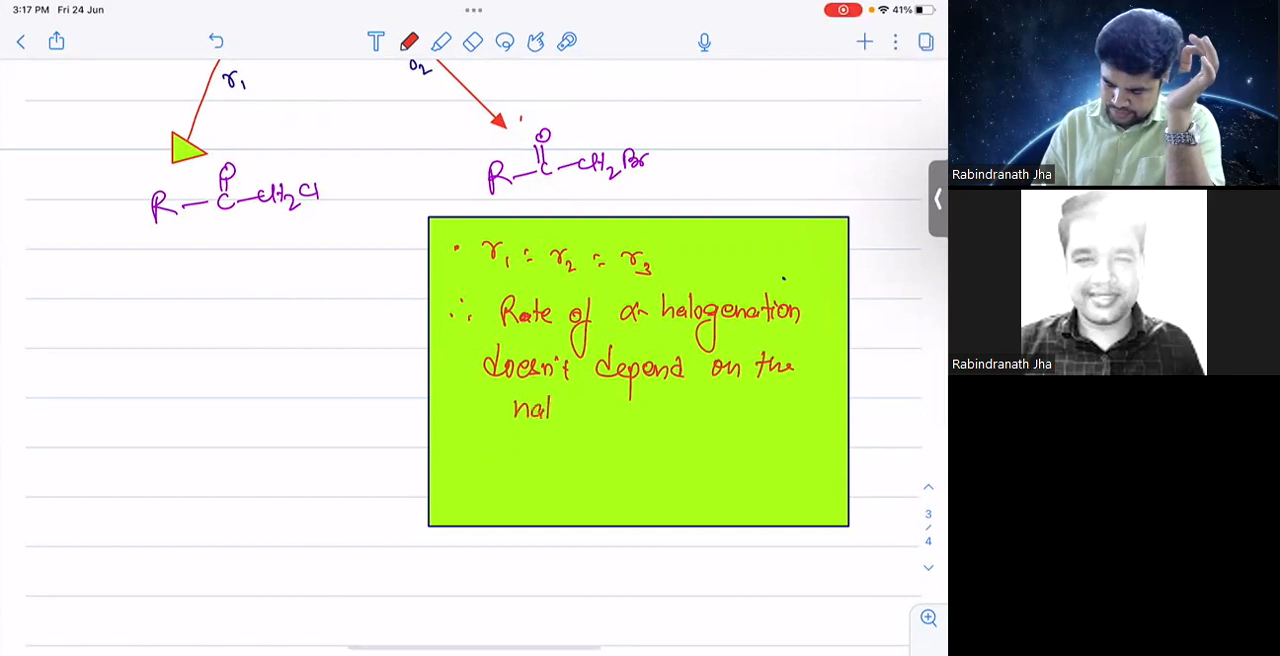 3:17 PM Fri 24 Jun
41%
r₁
R-C-CH₂Cl
O
R-C-CH₂Br
O
r₁ = r₂ = r₃
∴ Rate of α-halogenation
doesn't depend on the
hal
3
/
4
Rabindranath Jha
Rabindranath Jha